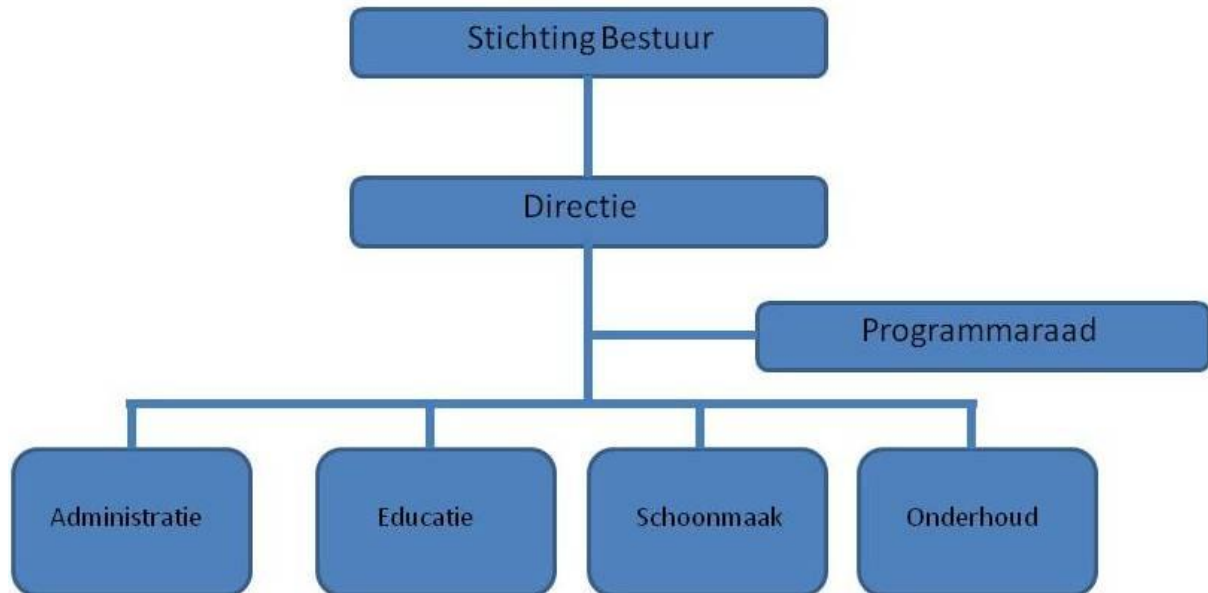 Stichting Bestuur
Directie
Programmaraad
Administratie
Educatie
Schoonmaak
Onderhoud